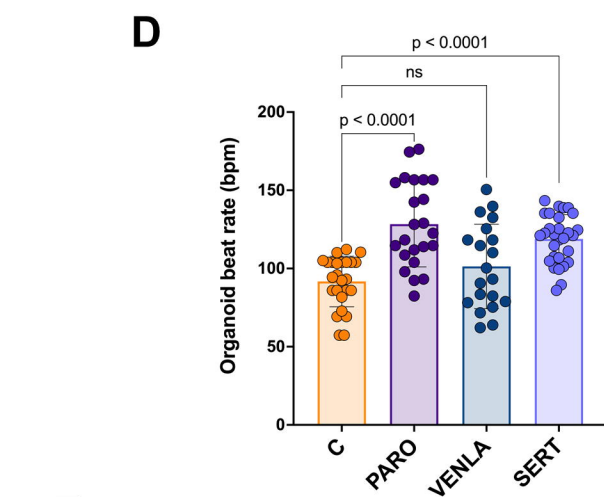 D
p < 0.0001
ns
p < 0.0001
Organoid beat rate (bpm)
200
150
100
50
0
C
PARO
VENLA
SERT